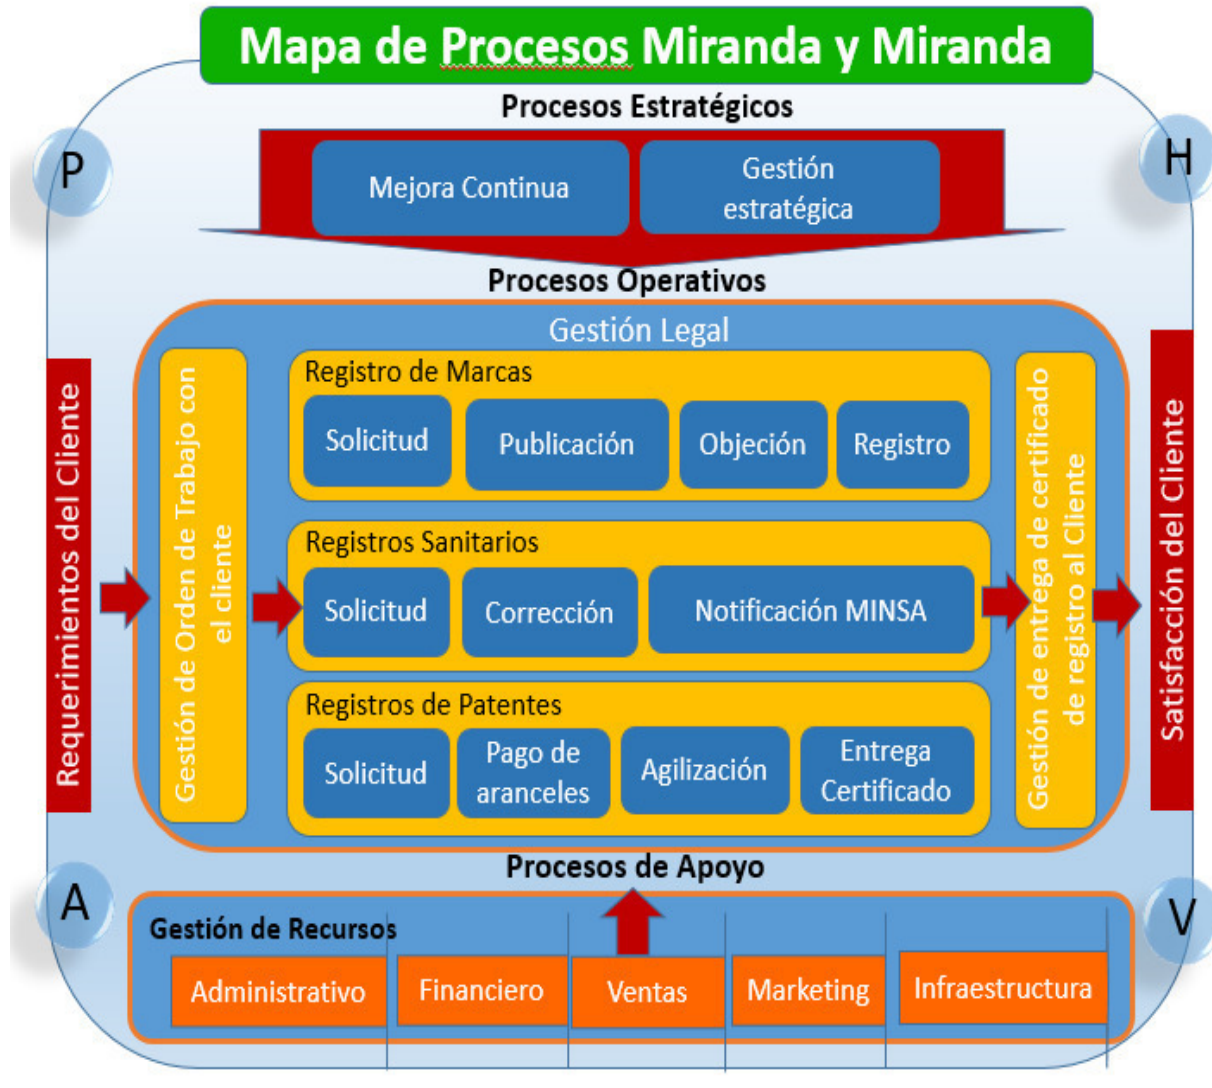 Mapa de Procesos Miranda y Miranda
Procesos Estratégicos
P
H
Mejora Continua
Gestión
estratégica
Procesos Operativos
Gestión Legal
Requerimientos del Cliente
Gestión de Orden de Trabajo con
el cliente
Registro de Marcas
Solicitud
Publicación
Objeción
Registro
Registros Sanitarios
Solicitud
Corrección
Notificación MINSA
Registros de Patentes
Solicitud
Pago de
aranceles
Agilización
Entrega
Certificado
Gestión de entrega de certificado
de registro al Cliente
Satisfacción del Cliente
Procesos de Apoyo
A
V
Gestión de Recursos
Administrativo
Financiero
Ventas
Marketing
Infraestructura